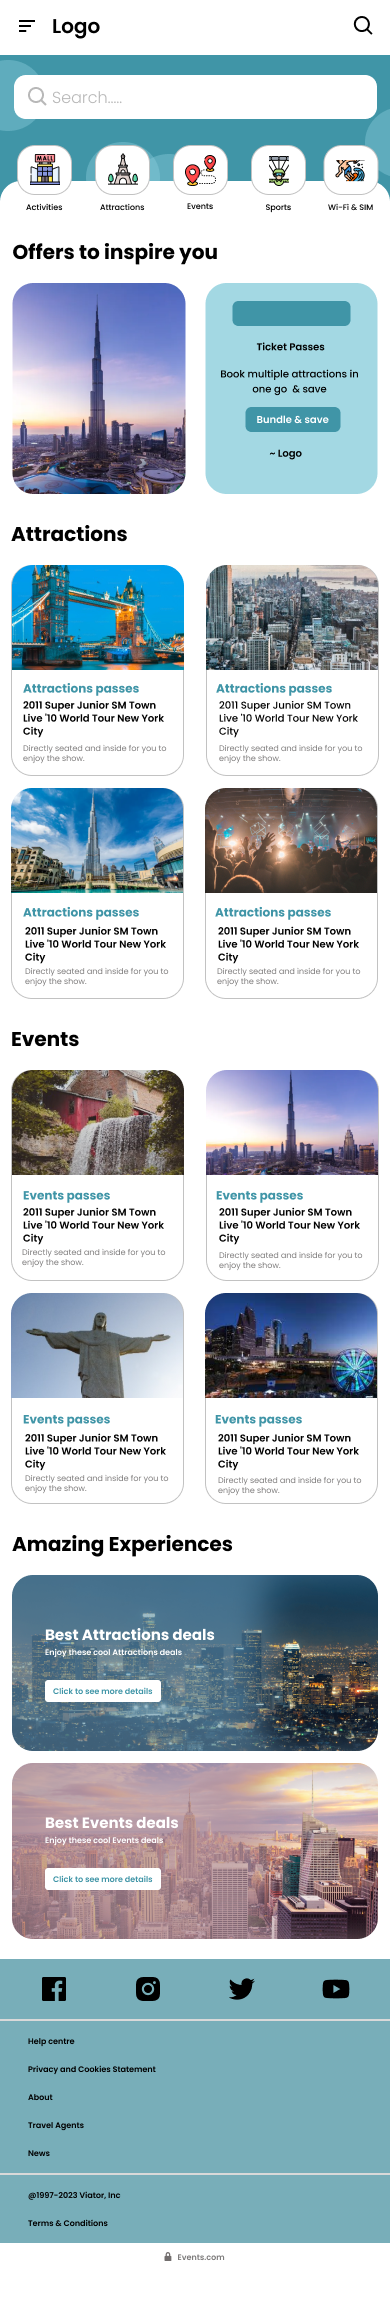 Logo
Search.....
MALL
Activities
Attractions
Events
Sports
Wi-Fi & SIM
Offers to inspire you
Ticket Passes
Book multiple attractions in
one go & save
Bundle & save
~ Logo
Attractions
Attractions passes
2011 Super Junior SM Town
Live '10 World Tour New York
City
Directly seated and inside for you to
enjoy the show.
Attractions passes
2011 Super Junior SM Town
Live '10 World Tour New York
City
Directly seated and inside for you to
enjoy the show.
Attractions passes
2011 Super Junior SM Town
Live '10 World Tour New York
City
Directly seated and inside for you to
enjoy the show.
Attractions passes
2011 Super Junior SM Town
Live '10 World Tour New York
City
Directly seated and inside for you to
enjoy the show.
Events
Events passes
2011 Super Junior SM Town
Live '10 World Tour New York
City
Directly seated and inside for you to
enjoy the show.
Events passes
2011 Super Junior SM Town
Live '10 World Tour New York
City
Directly seated and inside for you to
enjoy the show.
Events passes
2011 Super Junior SM Town
Live '10 World Tour New York
City
Directly seated and inside for you to
enjoy the show.
Events passes
2011 Super Junior SM Town
Live '10 World Tour New York
City
Directly seated and inside for you to
enjoy the show.
Amazing Experiences
Best Attractions deals
Enjoy these cool Attractions deals
Click to see more details
Best Events deals
Enjoy these cool Events deals
Click to see more details
Help centre
Privacy and Cookies Statement
About
Travel Agents
News
@1997-2023 Viator, Inc
Terms & Conditions
Events.com